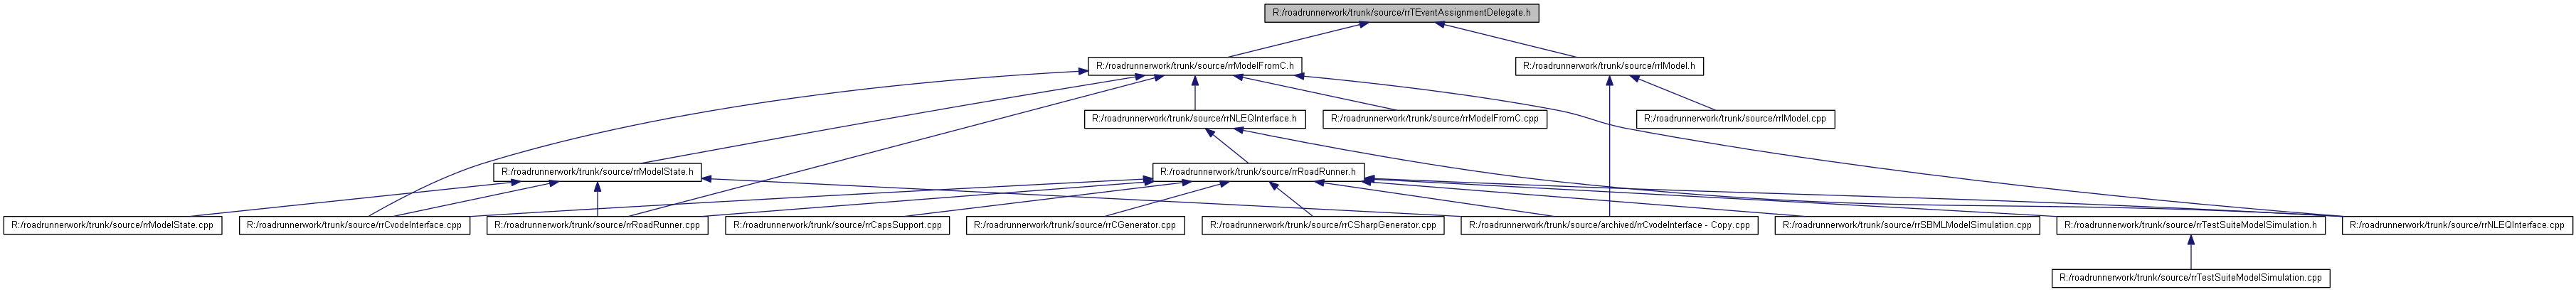 R:/roadrunnerwork/trunk/source/rrTEventAssignmentDelegate.h
R:/roadrunnerwork/trunk/source/rrModelFromC.h
R:/roadrunnerwork/trunk/source/rrIModel.h
R:/roadrunnerwork/trunk/source/rrNLEQInterface.h
R:/roadrunnerwork/trunk/source/rrModelFromC.cpp
R:/roadrunnerwork/trunk/source/rrIModel.cpp
R:/roadrunnerwork/trunk/source/rrModelState.h
R:/roadrunnerwork/trunk/source/rrRoadRunner.h
R:/roadrunnerwork/trunk/source/rrModelState.cpp
R:/roadrunnerwork/trunk/source/rrCvodeInterface.cpp
R:/roadrunnerwork/trunk/source/rrRoadRunner.cpp
R:/roadrunnerwork/trunk/source/rrCapsSupport.cpp
R:/roadrunnerwork/trunk/source/rrCGenerator.cpp
R:/roadrunnerwork/trunk/source/rrCSharpGenerator.cpp
R:/roadrunnerwork/trunk/source/archived/rrCvodeInterface - Copy.cpp
R:/roadrunnerwork/trunk/source/rrSBMLModelSimulation.cpp
R:/roadrunnerwork/trunk/source/rrTestSuiteModelSimulation.h
R:/roadrunnerwork/trunk/source/rrNLEQInterface.cpp
R:/roadrunnerwork/trunk/source/rrTestSuiteModelSimulation.cpp